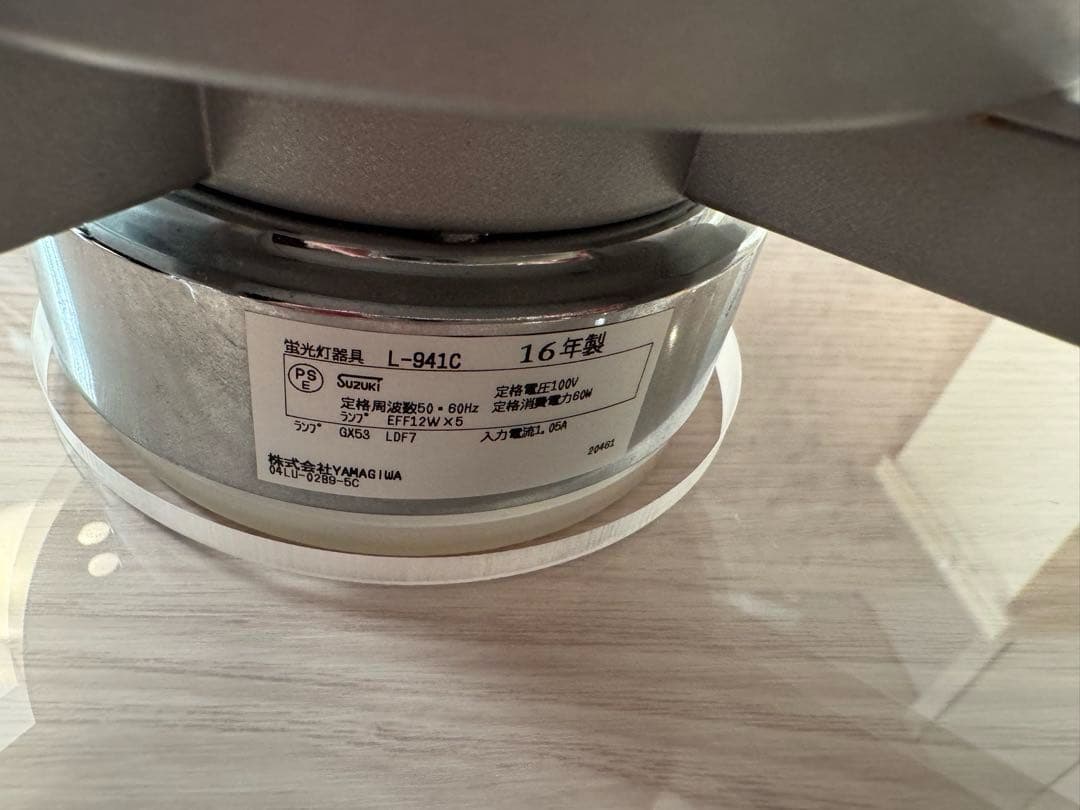 蛍光灯器具 L-941C 16年製
PS E SUZUKI 定格電圧100V
定格周波数50・60Hz 定格消費電力60W
ランプ EFF12W×5
ランプ GX53 LDF7 入力電流1.05A
20461
株式会社YAMAGIWA
04LU-02B9-5C